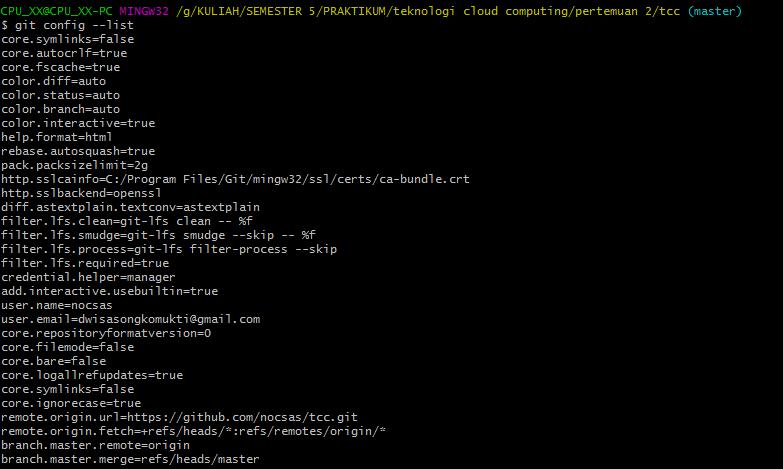 CPU_XX@CPU_XX-PC MINGW32 /g/KULIAH/SEMESTER 5/PRAKTIKUM/teknologi cloud computing/pertemuan 2/tcc (master)
$ git config --list
core.symlinks=false
core.autocrlf=true
core.fscache=true
color.diff=auto
color.status=auto
color.branch=auto
color.interactive=true
help.format=html
rebase.autosquash=true
pack.packsizelimit=2g
http.sslcainfo=C:/Program Files/Git/mingw32/ssl/certs/ca-bundle.crt
http.sslbackend=openssl
diff.astextplain.textconv=astextplain
filter.lfs.clean=git-lfs clean -- %f
filter.lfs.smudge=git-lfs smudge --skip -- %f
filter.lfs.process=git-lfs filter-process --skip
filter.lfs.required=true
credential.helper=manager
add.interactive.usebuiltin=true
user.name=nocsas
user.email=dwisasongkomukti@gmail.com
core.repositoryformatversion=0
core.filemode=false
core.bare=false
core.logallrefupdates=true
core.symlinks=false
core.ignorecase=true
remote.origin.url=https://github.com/nocsas/tcc.git
remote.origin.fetch=+refs/heads/*:refs/remotes/origin/*
branch.master.remote=origin
branch.master.merge=refs/heads/master